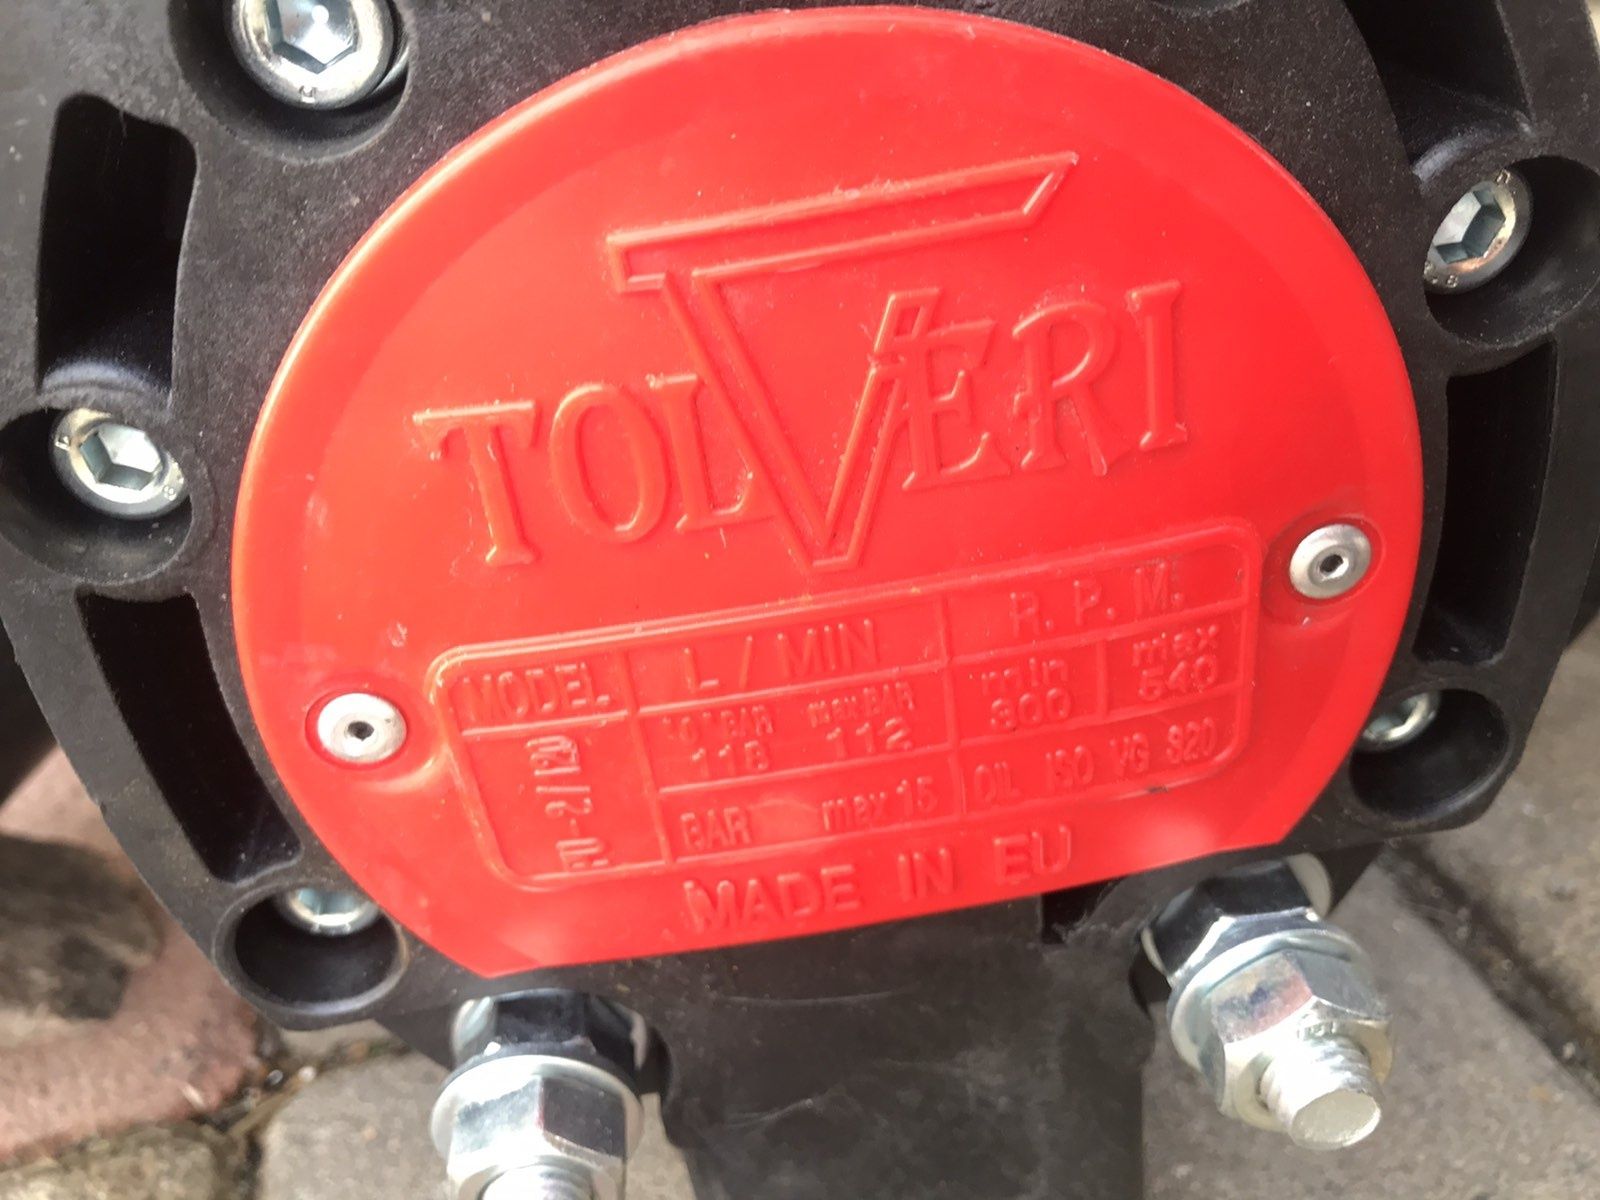 TOLVERI
MODEL L / MIN R. P. M.
BAR max BAR min max
118 112 300 540
BAR max 15 OIL ISO VG 320
MADE IN EU